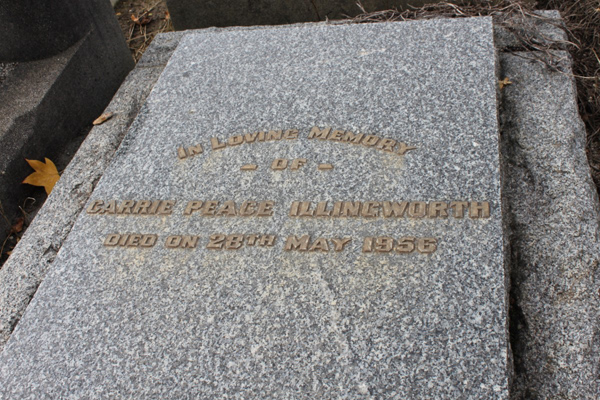 IN LOVING MEMORY
– OF –
CARRIE PEACE ILLINGWORTH
DIED ON 28TH MAY 1956